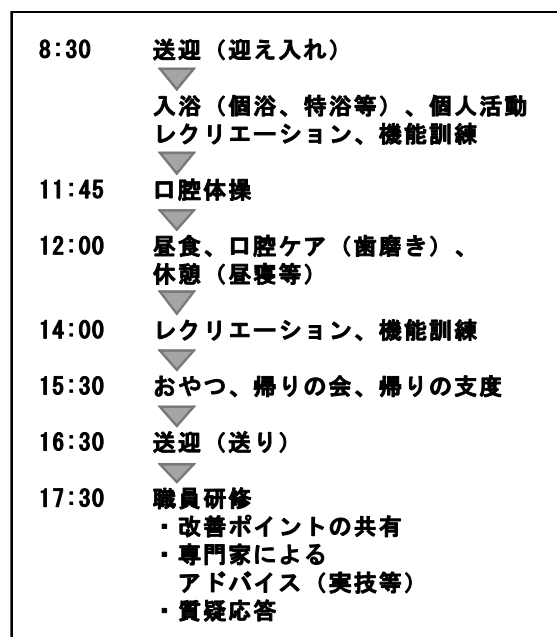 8:30 送迎（迎え入れ）
入浴（個浴、特浴等）、個人活動
レクリエーション、機能訓練
11:45 口腔体操
12:00 昼食、口腔ケア（歯磨き）、
休憩（昼寝等）
14:00 レクリエーション、機能訓練
15:30 おやつ、帰りの会、帰りの支度
16:30 送迎（送り）
17:30 職員研修
・改善ポイントの共有
・専門家による
アドバイス（実技等）
・質疑応答